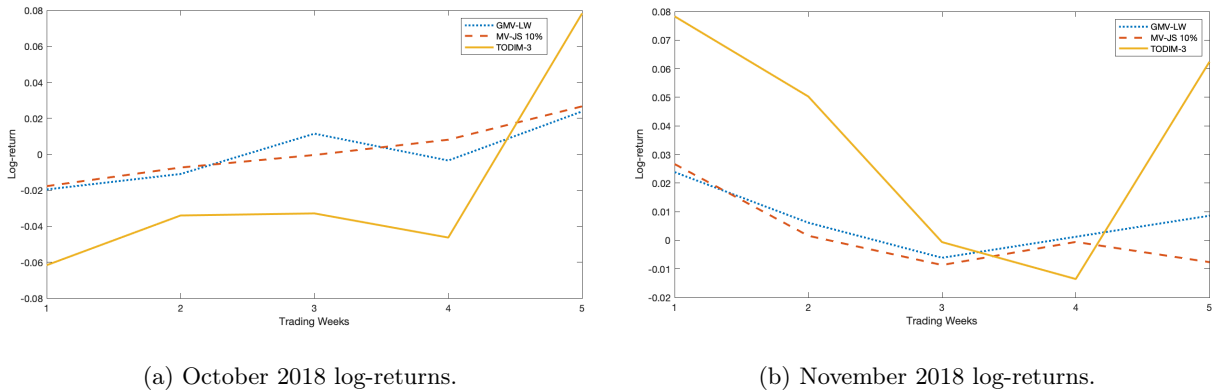 GMV-LW
MV-JS 10%
TODIM-3
0.08
0.06
0.04
0.02
0
-0.02
-0.04
-0.06
-0.08
Log-return
1 2 3 4 5
Trading Weeks
(a) October 2018 log-returns.
GMV-LW
MV-JS 10%
TODIM-3
0.08
0.07
0.06
0.05
0.04
0.03
0.02
0.01
0
-0.01
-0.02
Log-return
1 2 3 4 5
Trading Weeks
(b) November 2018 log-returns.